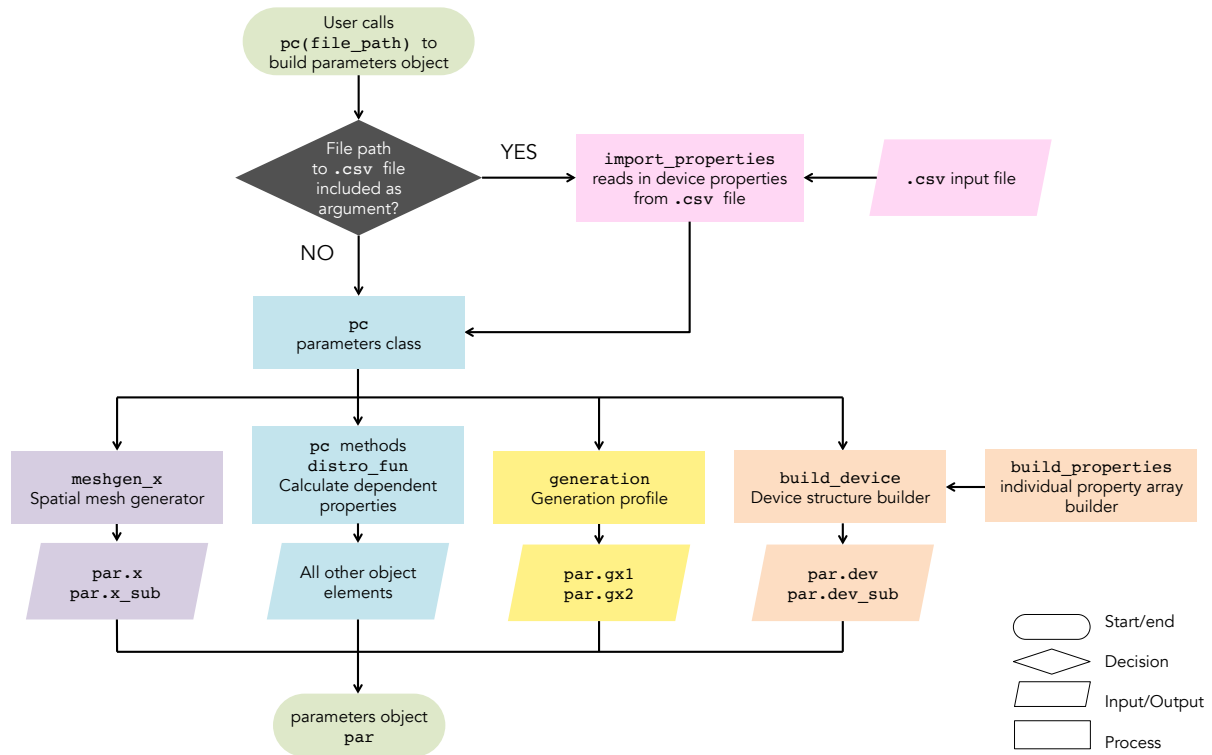 User calls
pc(file_path) to
build parameters object
File path
to .csv file
included as
argument?
YES
import_properties
reads in device properties
from .csv file
.csv input file
NO
pc
parameters class
meshgen_x
Spatial mesh generator
pc methods
distro_fun
Calculate dependent
properties
generation
Generation profile
build_device
Device structure builder
build_properties
individual property array
builder
par.x
par.x_sub
All other object
elements
par.gx1
par.gx2
par.dev
par.dev_sub
Start/end
Decision
Input/Output
Process
parameters object
par